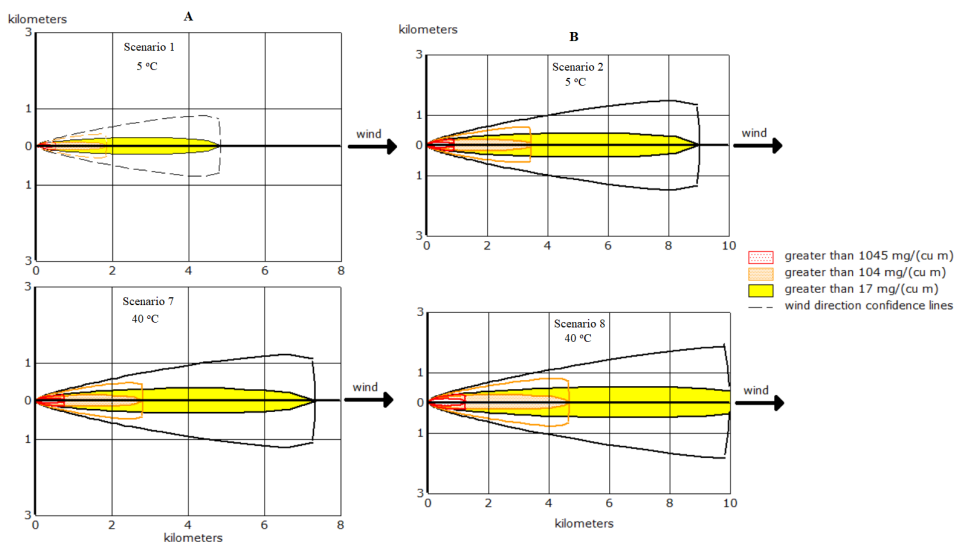 A
kilometers
3
1
0
1
3
Scenario 1
5 °C
wind
0
2
4
6
8
B
kilometers
3
1
0
1
3
Scenario 2
5 °C
wind
0
2
4
6
8
10
greater than 1045 mg/(cu m)
greater than 104 mg/(cu m)
greater than 17 mg/(cu m)
wind direction confidence lines
3
1
0
1
3
Scenario 7
40 °C
wind
0
2
4
6
8
kilometers
3
1
0
1
3
Scenario 8
40 °C
wind
0
2
4
6
8
10
kilometers